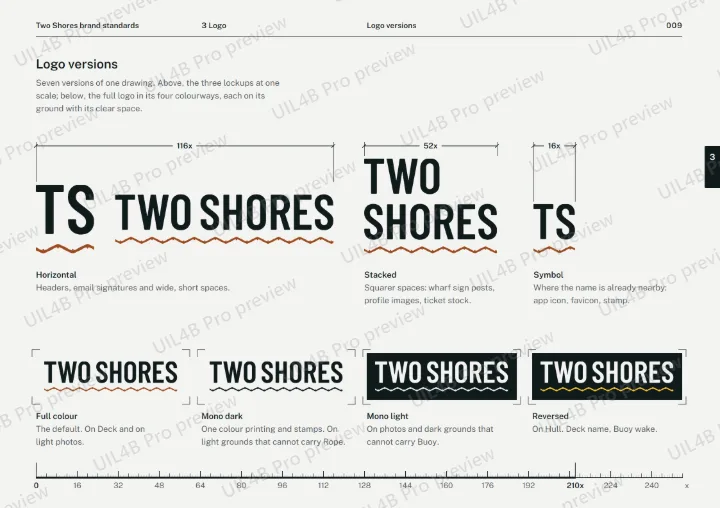 Two Shores brand standards 3 Logo Logo versions 009
Logo versions
Seven versions of one drawing. Above, the three lockups at one
scale; below, the full logo in its four colourways, each on its
ground with its clear space.
116x 52x 16x
3
TS TWO SHORES
TWO
SHORES
TS
Horizontal
Headers, email signatures and wide, short spaces.
Stacked
Squarer spaces: wharf sign posts,
profile images, ticket stock.
Symbol
Where the name is already nearby:
app icon, favicon, stamp.
TWO SHORES
TWO SHORES
TWO SHORES
TWO SHORES
Full colour
The default. On Deck and on
light photos.
Mono dark
One colour printing and stamps. On
light grounds that cannot carry Rope.
Mono light
On photos and dark grounds that
cannot carry Buoy.
Reversed
On Hull. Deck name, Buoy wake.
0 16 32 48 64 80 96 112 128 144 160 176 192 210x 224 240 x
UIL4B Pro preview